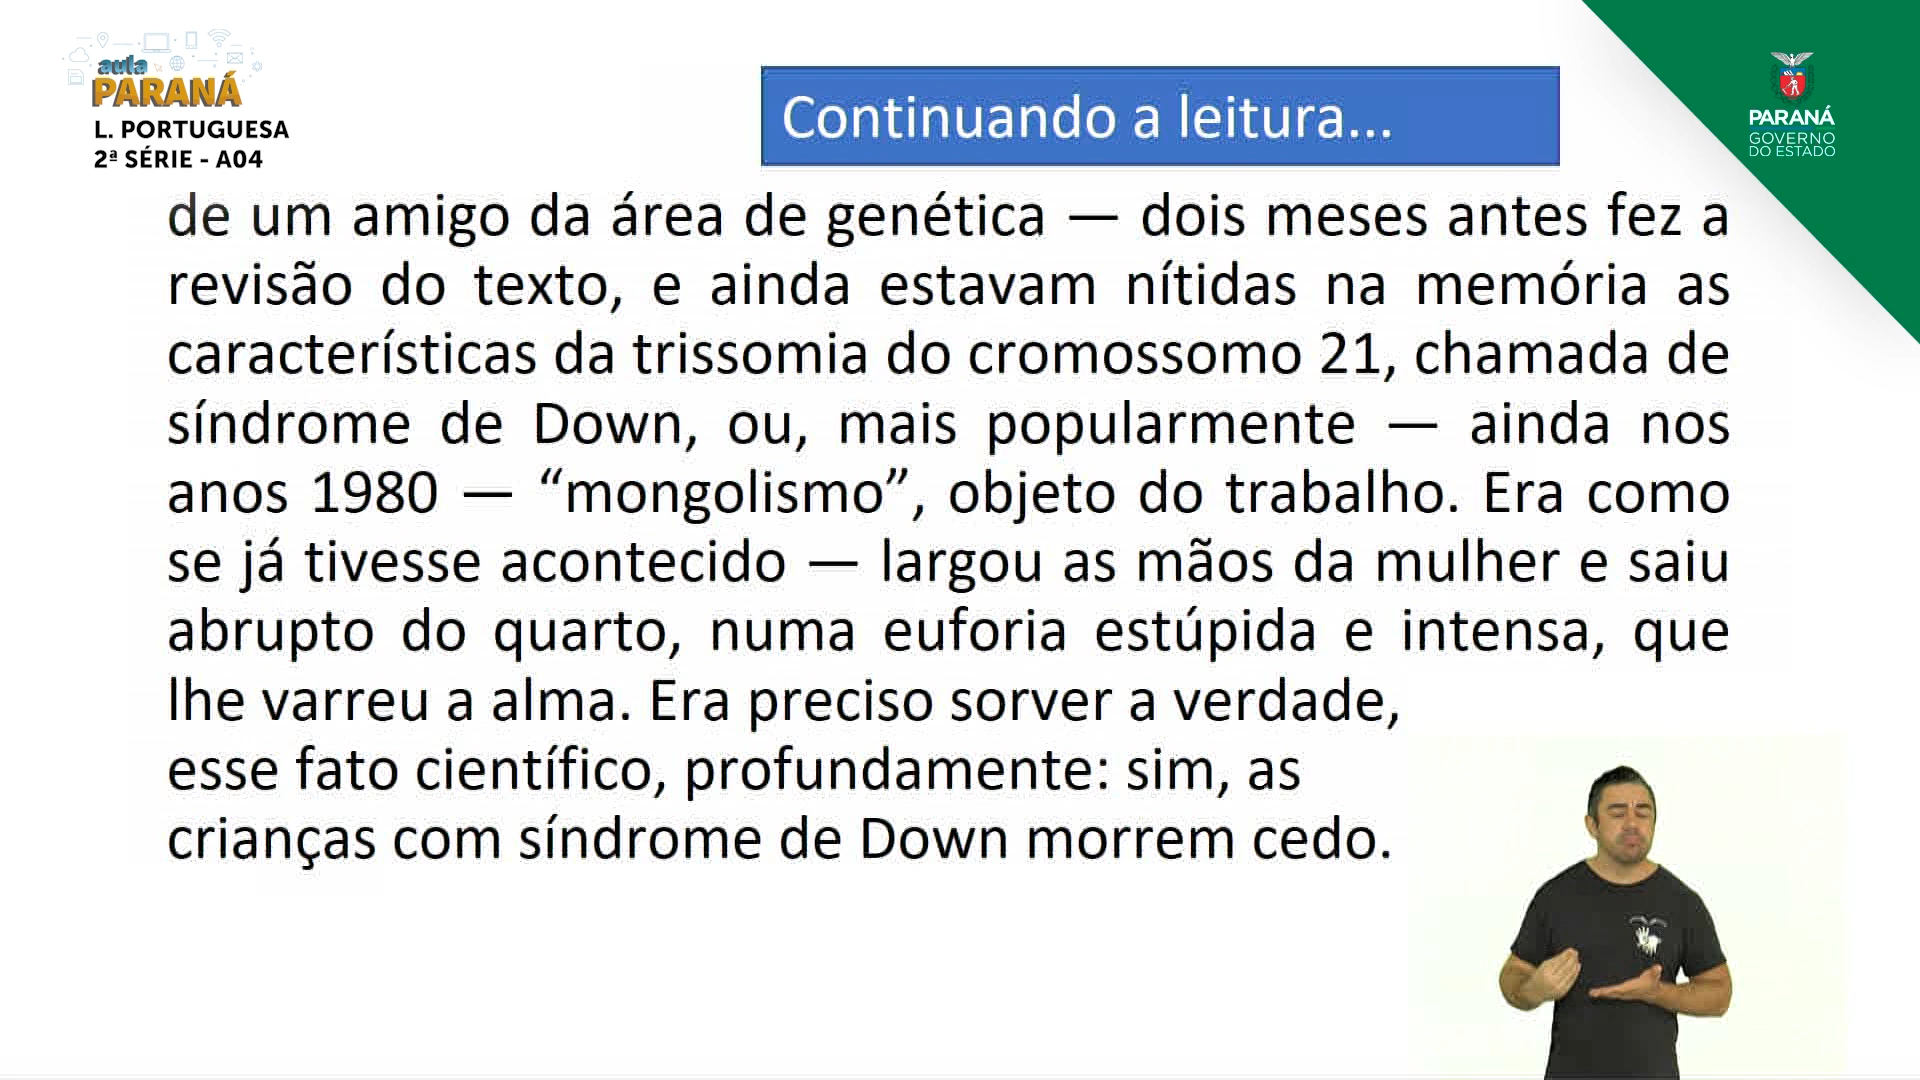 aula
PARANÁ
L. PORTUGUESA
2ª SÉRIE - A04
Continuando a leitura...
PARANÁ
GOVERNO
DO ESTADO
de um amigo da área de genética — dois meses antes fez a
revisão do texto, e ainda estavam nítidas na memória as
características da trissomia do cromossomo 21, chamada de
síndrome de Down, ou, mais popularmente — ainda nos
anos 1980 — “mongolismo”, objeto do trabalho. Era como
se já tivesse acontecido — largou as mãos da mulher e saiu
abrupto do quarto, numa euforia estúpida e intensa, que
lhe varreu a alma. Era preciso sorver a verdade,
esse fato científico, profundamente: sim, as
crianças com síndrome de Down morrem cedo.